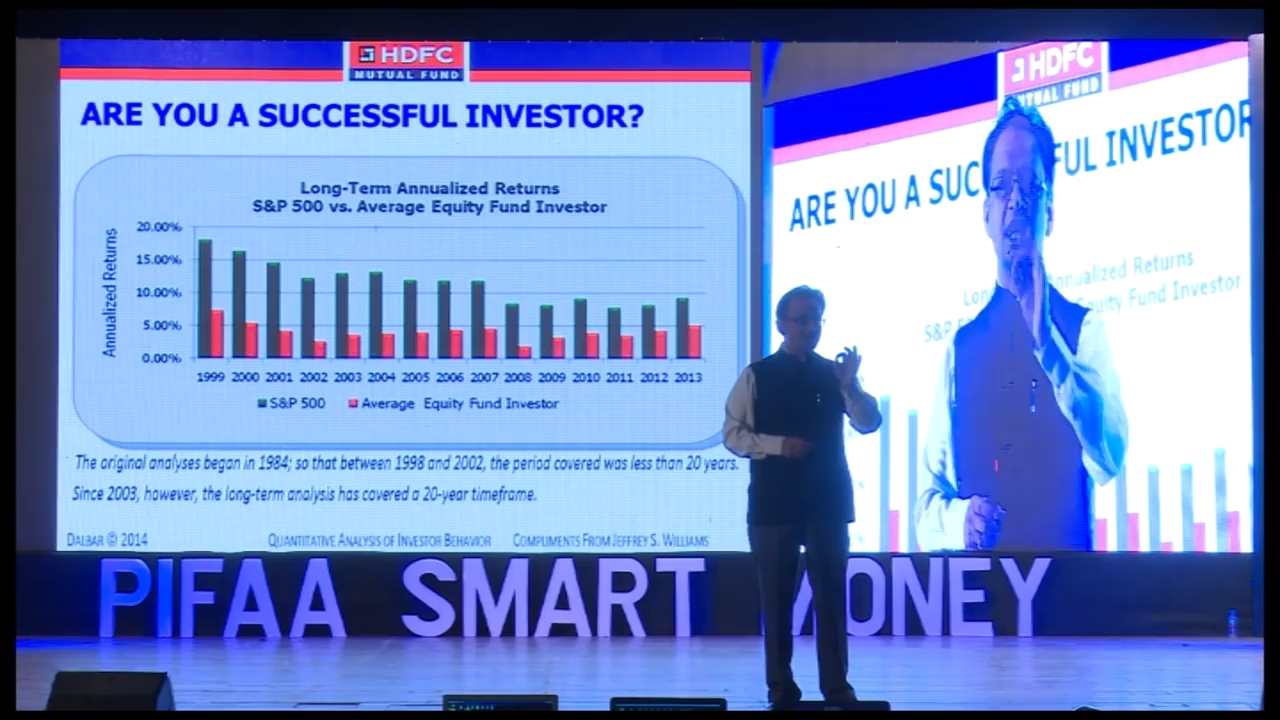 HDFC
MUTUAL FUND
ARE YOU A SUCCESSFUL INVESTOR?
Long-Term Annualized Returns
S&P 500 vs. Average Equity Fund Investor
Annualized Returns
20.00%
15.00%
10.00%
5.00%
0.00%
1999 2000 2001 2002 2003 2004 2005 2006 2007 2008 2009 2010 2011 2012 2013
S&P 500 Average Equity Fund Investor
The original analyses began in 1984; so that between 1998 and 2002, the period covered was less than 20 years.
Since 2003, however, the long-term analysis has covered a 20-year timeframe.
DALBAR © 2014 QUANTITATIVE ANALYSIS OF INVESTOR BEHAVIOR COMPLIMENTS FROM JEFFREY S. WILLIAMS
HDFC
TUAL FUND
ARE YOU A SUC FUL INVESTOR
Lon nnualized Returns
S&P quity Fund Investor
PIFAA SMART MONEY